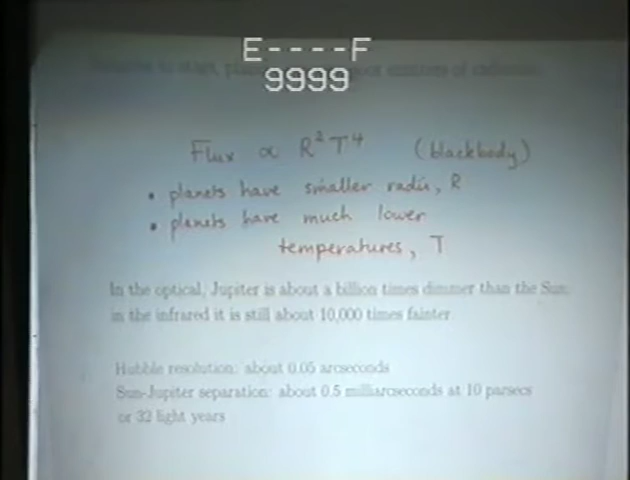 E----F
9999
Flux ∝ R²T⁴ (blackbody)
• planets have smaller radii, R
• planets have much lower
temperatures, T
In the optical, Jupiter is about a billion times dimmer than the Sun;
in the infrared it is still about 10,000 times fainter
Hubble resolution: about 0.05 arcseconds
Sun-Jupiter separation: about 0.5 milliarcseconds at 10 parsecs
or 32 light years